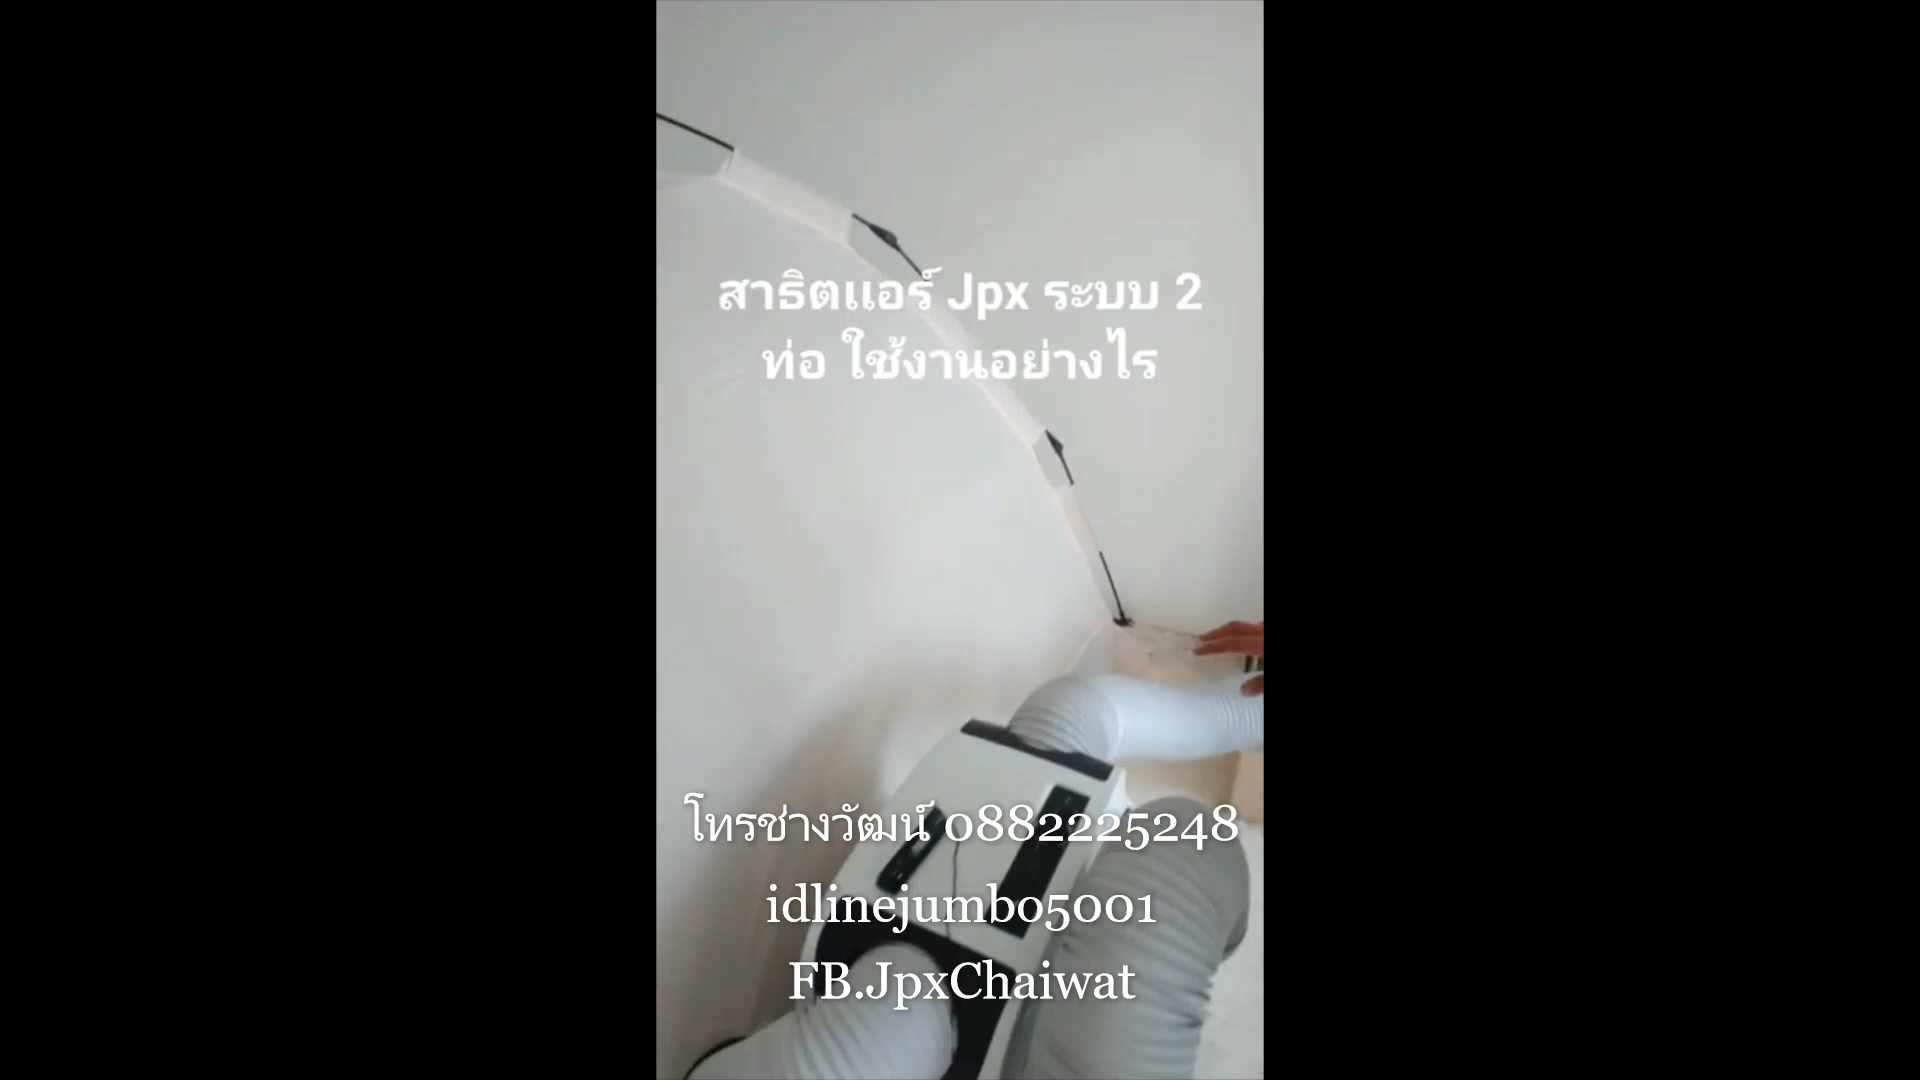 สาธิตแอร์ Jpx ระบบ 2
ท่อ ใช้งานอย่างไร
โทรช่างวัฒน์ 0882225248
idlinejumbo5001
FB.JpxChaiwat